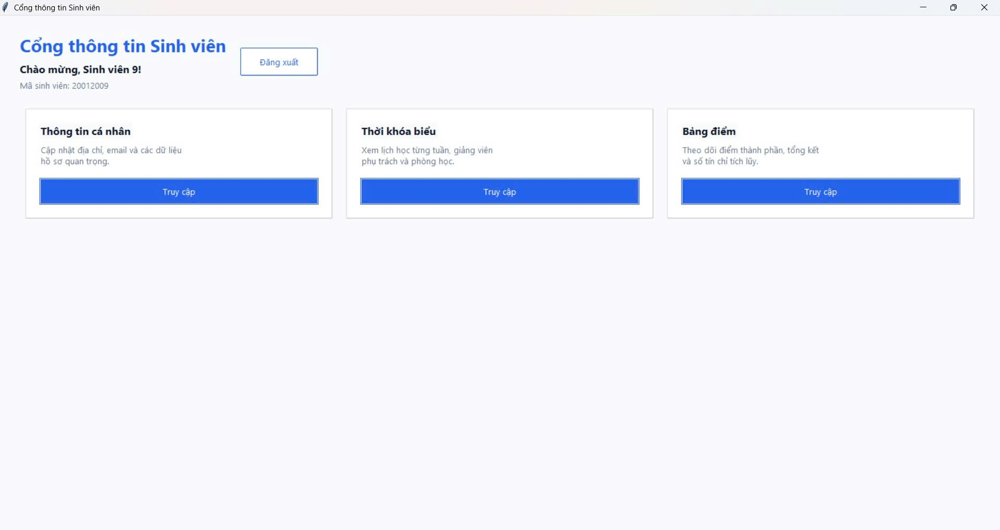 Cổng thông tin Sinh viên
Cổng thông tin Sinh viên
Đăng xuất
Chào mừng, Sinh viên 9!
Mã sinh viên: 20012009
Thông tin cá nhân
Cập nhật địa chỉ, email và các dữ liệu
hồ sơ quan trọng.
Truy cập
Thời khóa biểu
Xem lịch học từng tuần, giảng viên
phụ trách và phòng học.
Truy cập
Bảng điểm
Theo dõi điểm thành phần, tổng kết
và số tín chỉ tích lũy.
Truy cập